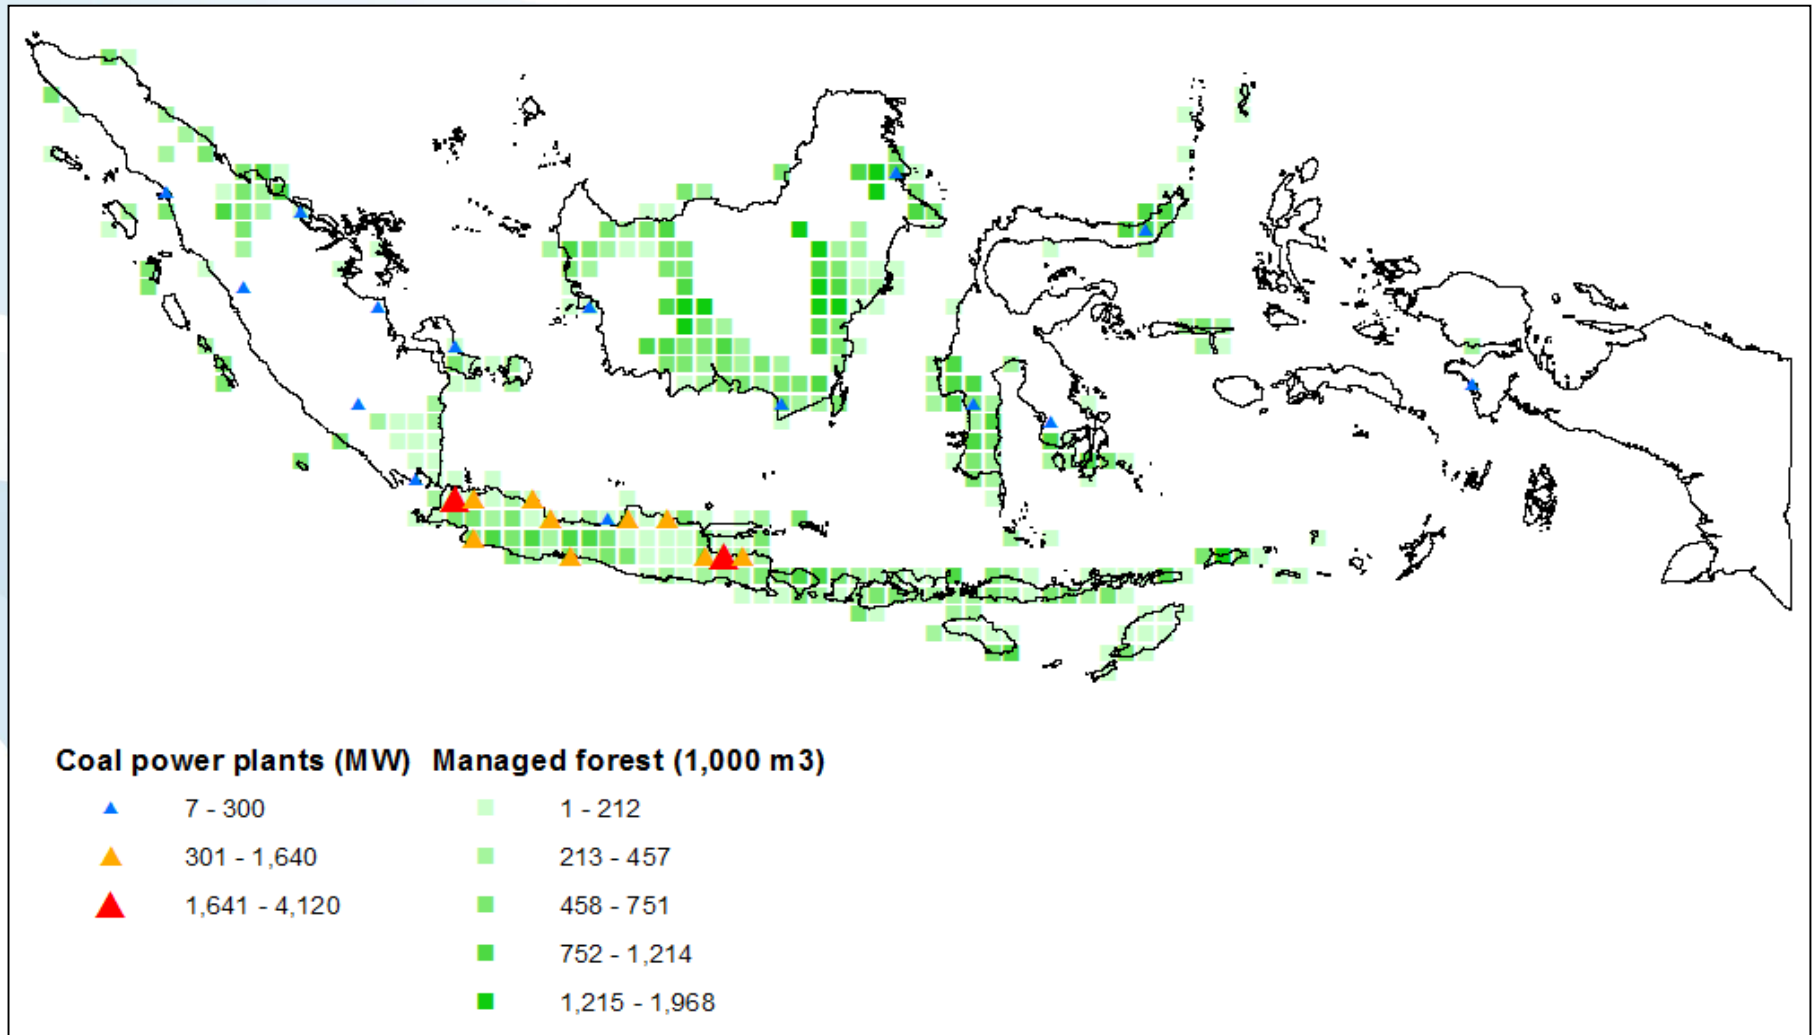 Coal power plants (MW) Managed forest (1,000 m3)
7 - 300 1 - 212
301 - 1,640 213 - 457
1,641 - 4,120 458 - 751
752 - 1,214
1,215 - 1,968